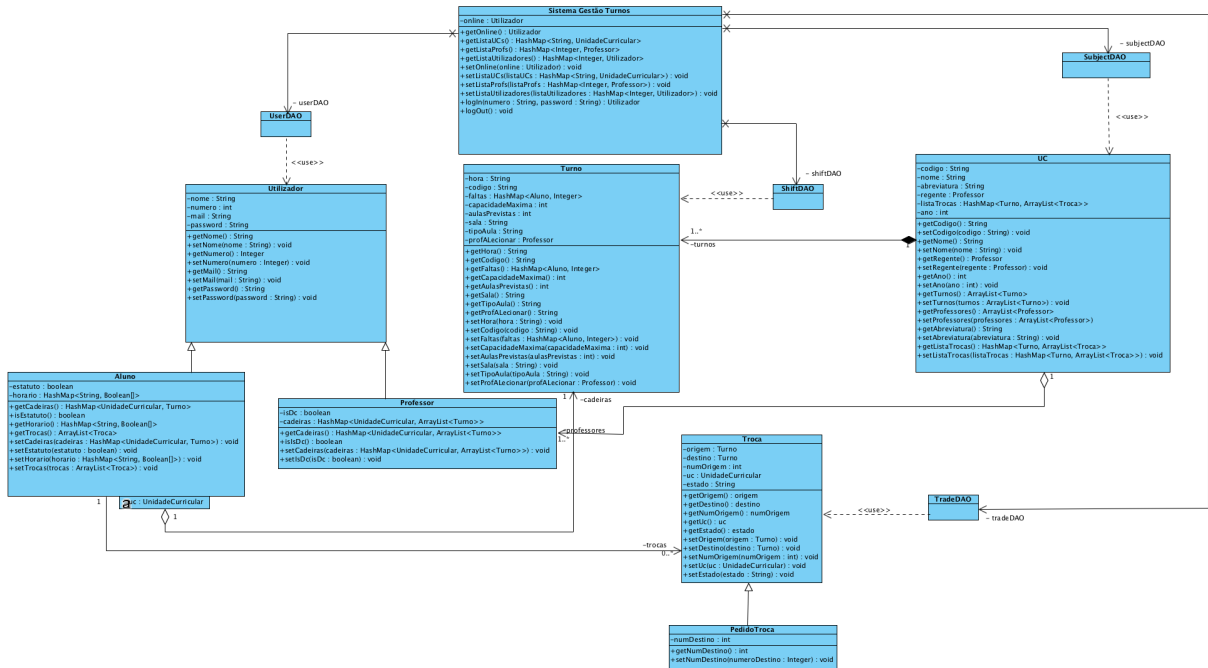 Sistema Gestão Turnos
-online : Utilizador
+getOnline() : Utilizador
+getListaUCs() : HashMap<String, UnidadeCurricular>
+getListaProfs() : HashMap<Integer, Professor>
+getListaUtilizadores() : HashMap<Integer, Utilizador>
+setOnline(online : Utilizador) : void
+setListaUCs(listaUCs : HashMap<String, UnidadeCurricular>) : void
+setListaProfs(listaProfs : HashMap<Integer, Professor>) : void
+setListaUtilizadores(listaUtilizadores : HashMap<Integer, Utilizador>) : void
+logIn(numero : String, password : String) : Utilizador
+logOut() : void
- subjectDAO
SubjectDAO
<<use>>
- userDAO
UserDAO
<<use>>
- shiftDAO
ShiftDAO
<<use>>
Utilizador
-nome : String
-numero : int
-mail : String
-password : String
+getNome() : String
+setNome(nome : String) : void
+getNumero() : Integer
+setNumero(numero : Integer) : void
+getMail() : String
+setMail(mail : String) : void
+getPassword() : String
+setPassword(password : String) : void
Turno
-hora : String
-codigo : String
-faltas : HashMap<Aluno, Integer>
-capacidadeMaxima : int
-aulasPrevistas : int
-sala : String
-tipoAula : String
-profALecionar : Professor
+getHora() : String
+getCodigo() : String
+getFaltas() : HashMap<Aluno, Integer>
+getCapacidadeMaxima() : int
+getAulasPrevistas() : int
+getSala() : String
+getTipoAula() : String
+getProfALecionar() : String
+setHora(hora : String) : void
+setCodigo(codigo : String) : void
+setFaltas(faltas : HashMap<Aluno, Integer>) : void
+setCapacidadeMaxima(capacidadeMaxima : int) : void
+setAulasPrevistas(aulasPrevistas : int) : void
+setSala(sala : String) : void
+setTipoAula(tipoAula : String) : void
+setProfALecionar(profALecionar : Professor) : void
1..*
-turnos
1
UC
-codigo : String
-nome : String
-abreviatura : String
-regente : Professor
-listaTrocas : HashMap<Turno, ArrayList<Troca>>
-ano : int
+getCodigo() : String
+setCodigo(codigo : String) : void
+getNome() : String
+setNome(nome : String) : void
+getRegente() : Professor
+setRegente(regente : Professor) : void
+getAno() : int
+setAno(ano : int) : void
+getTurnos() : ArrayList<Turno>
+setTurnos(turnos : ArrayList<Turno>) : void
+getProfessores() : ArrayList<Professor>
+setProfessores(professores : ArrayList<Professor>)
+getAbreviatura() : String
+setAbreviatura(abreviatura : String) : void
+getListaTrocas() : HashMap<Turno, ArrayList<Troca>>
+setListaTrocas(listaTrocas : HashMap<Turno, ArrayList<Troca>>) : void
1
Aluno
-estatuto : boolean
-horario : HashMap<String, Boolean[]>
+getCadeiras() : HashMap<UnidadeCurricular, Turno>
+isEstatuto() : boolean
+getHorario() : HashMap<String, Boolean[]>
+getTrocas() : ArrayList<Troca>
+setCadeiras(cadeiras : HashMap<UnidadeCurricular, Turno>) : void
+setEstatuto(estatuto : boolean) : void
+setHorario(horario : HashMap<String, Boolean[]>) : void
+setTrocas(trocas : ArrayList<Troca>) : void
uc : UnidadeCurricular
a
1
1
Professor
-isDc : boolean
-cadeiras : HashMap<UnidadeCurricular, ArrayList<Turno>>
+getCadeiras() : HashMap<UnidadeCurricular, ArrayList<Turno>>
+isIsDc() : boolean
+setCadeiras(cadeiras : HashMap<UnidadeCurricular, ArrayList<Turno>>) : void
+setIsDc(isDc : boolean) : void
1
-cadeiras
-professores
1..*
Troca
-origem : Turno
-destino : Turno
-numOrigem : int
-uc : UnidadeCurricular
-estado : String
+getOrigem() : origem
+getDestino() : destino
+getNumOrigem() : numOrigem
+getUc() : uc
+getEstado() : estado
+setOrigem(origem : Turno) : void
+setDestino(destino : Turno) : void
+setNumOrigem(numOrigem : int) : void
+setUc(uc : UnidadeCurricular) : void
+setEstado(estado : String) : void
-trocas
0..*
<<use>>
TradeDAO
- tradeDAO
PedidoTroca
-numDestino : int
+getNumDestino() : int
+setNumDestino(numeroDestino : Integer) : void